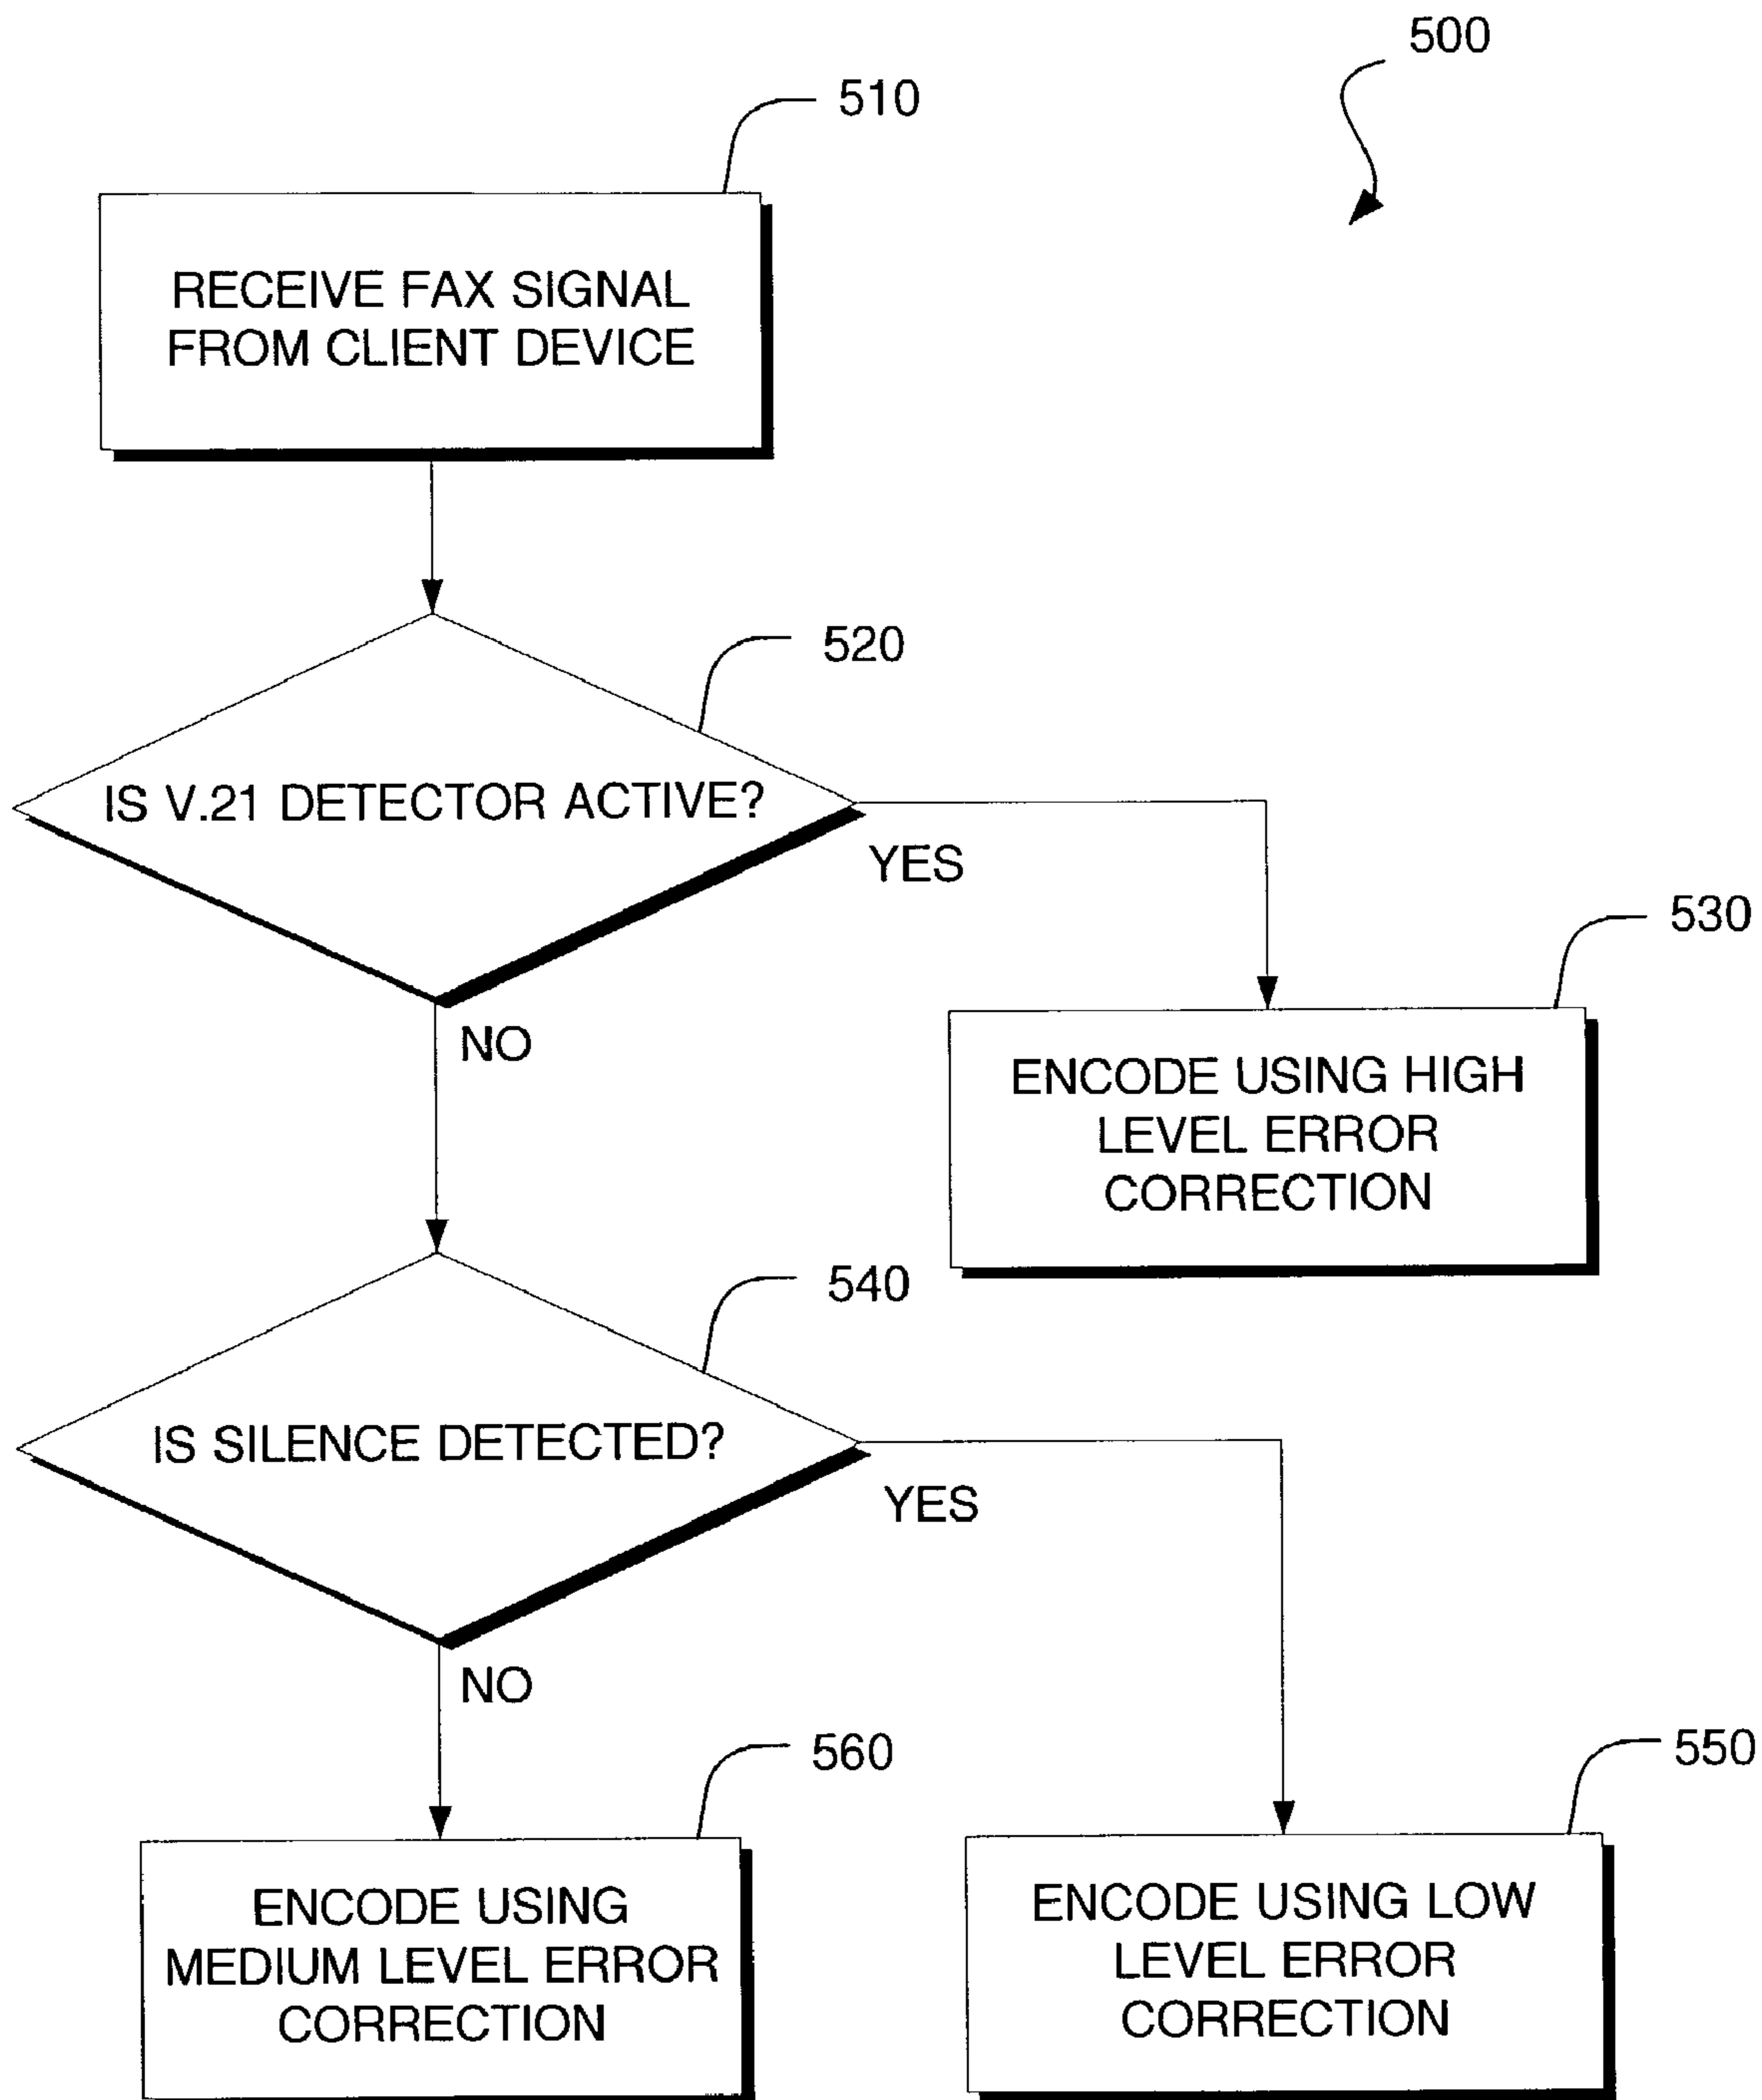 500
510
RECEIVE FAX SIGNAL
FROM CLIENT DEVICE
520
IS V.21 DETECTOR ACTIVE?
YES
NO
530
ENCODE USING HIGH
LEVEL ERROR
CORRECTION
540
IS SILENCE DETECTED?
YES
NO
560
ENCODE USING
MEDIUM LEVEL ERROR
CORRECTION
550
ENCODE USING LOW
LEVEL ERROR
CORRECTION